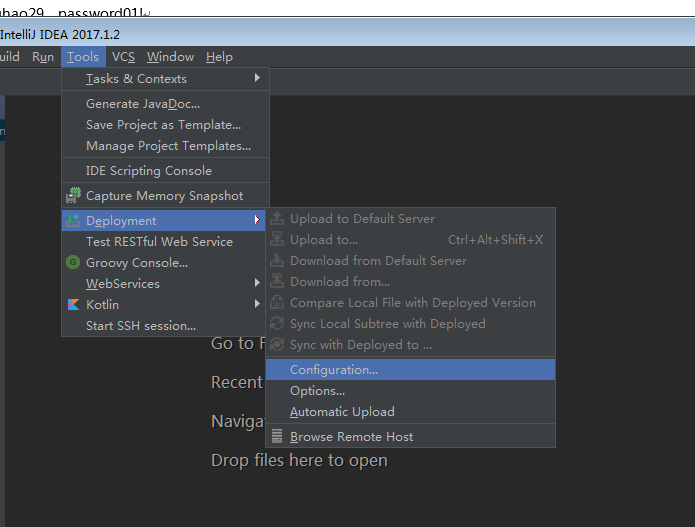 password01!
IntelliJ IDEA 2017.1.2
uild Run Tools VCS Window Help
Tasks & Contexts
Generate JavaDoc...
Save Project as Template...
Manage Project Templates...
IDE Scripting Console
Capture Memory Snapshot
Deployment
Test RESTful Web Service
Groovy Console...
WebServices
Kotlin
Start SSH session...
Upload to Default Server
Upload to... Ctrl+Alt+Shift+X
Download from Default Server
Download from...
Compare Local File with Deployed Version
Sync Local Subtree with Deployed
Sync with Deployed to ...
Configuration...
Options...
Automatic Upload
Browse Remote Host
Go to F
Recent
Naviga
Drop files here to open